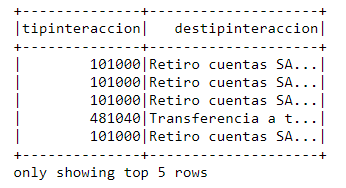 +--------------+--------------------+
|tipinteraccion|   destipinteraccion|
+--------------+--------------------+
|        101000|Retiro cuentas SA...|
|        101000|Retiro cuentas SA...|
|        101000|Retiro cuentas SA...|
|        481040|Transferencia a t...|
|        101000|Retiro cuentas SA...|
+--------------+--------------------+
only showing top 5 rows